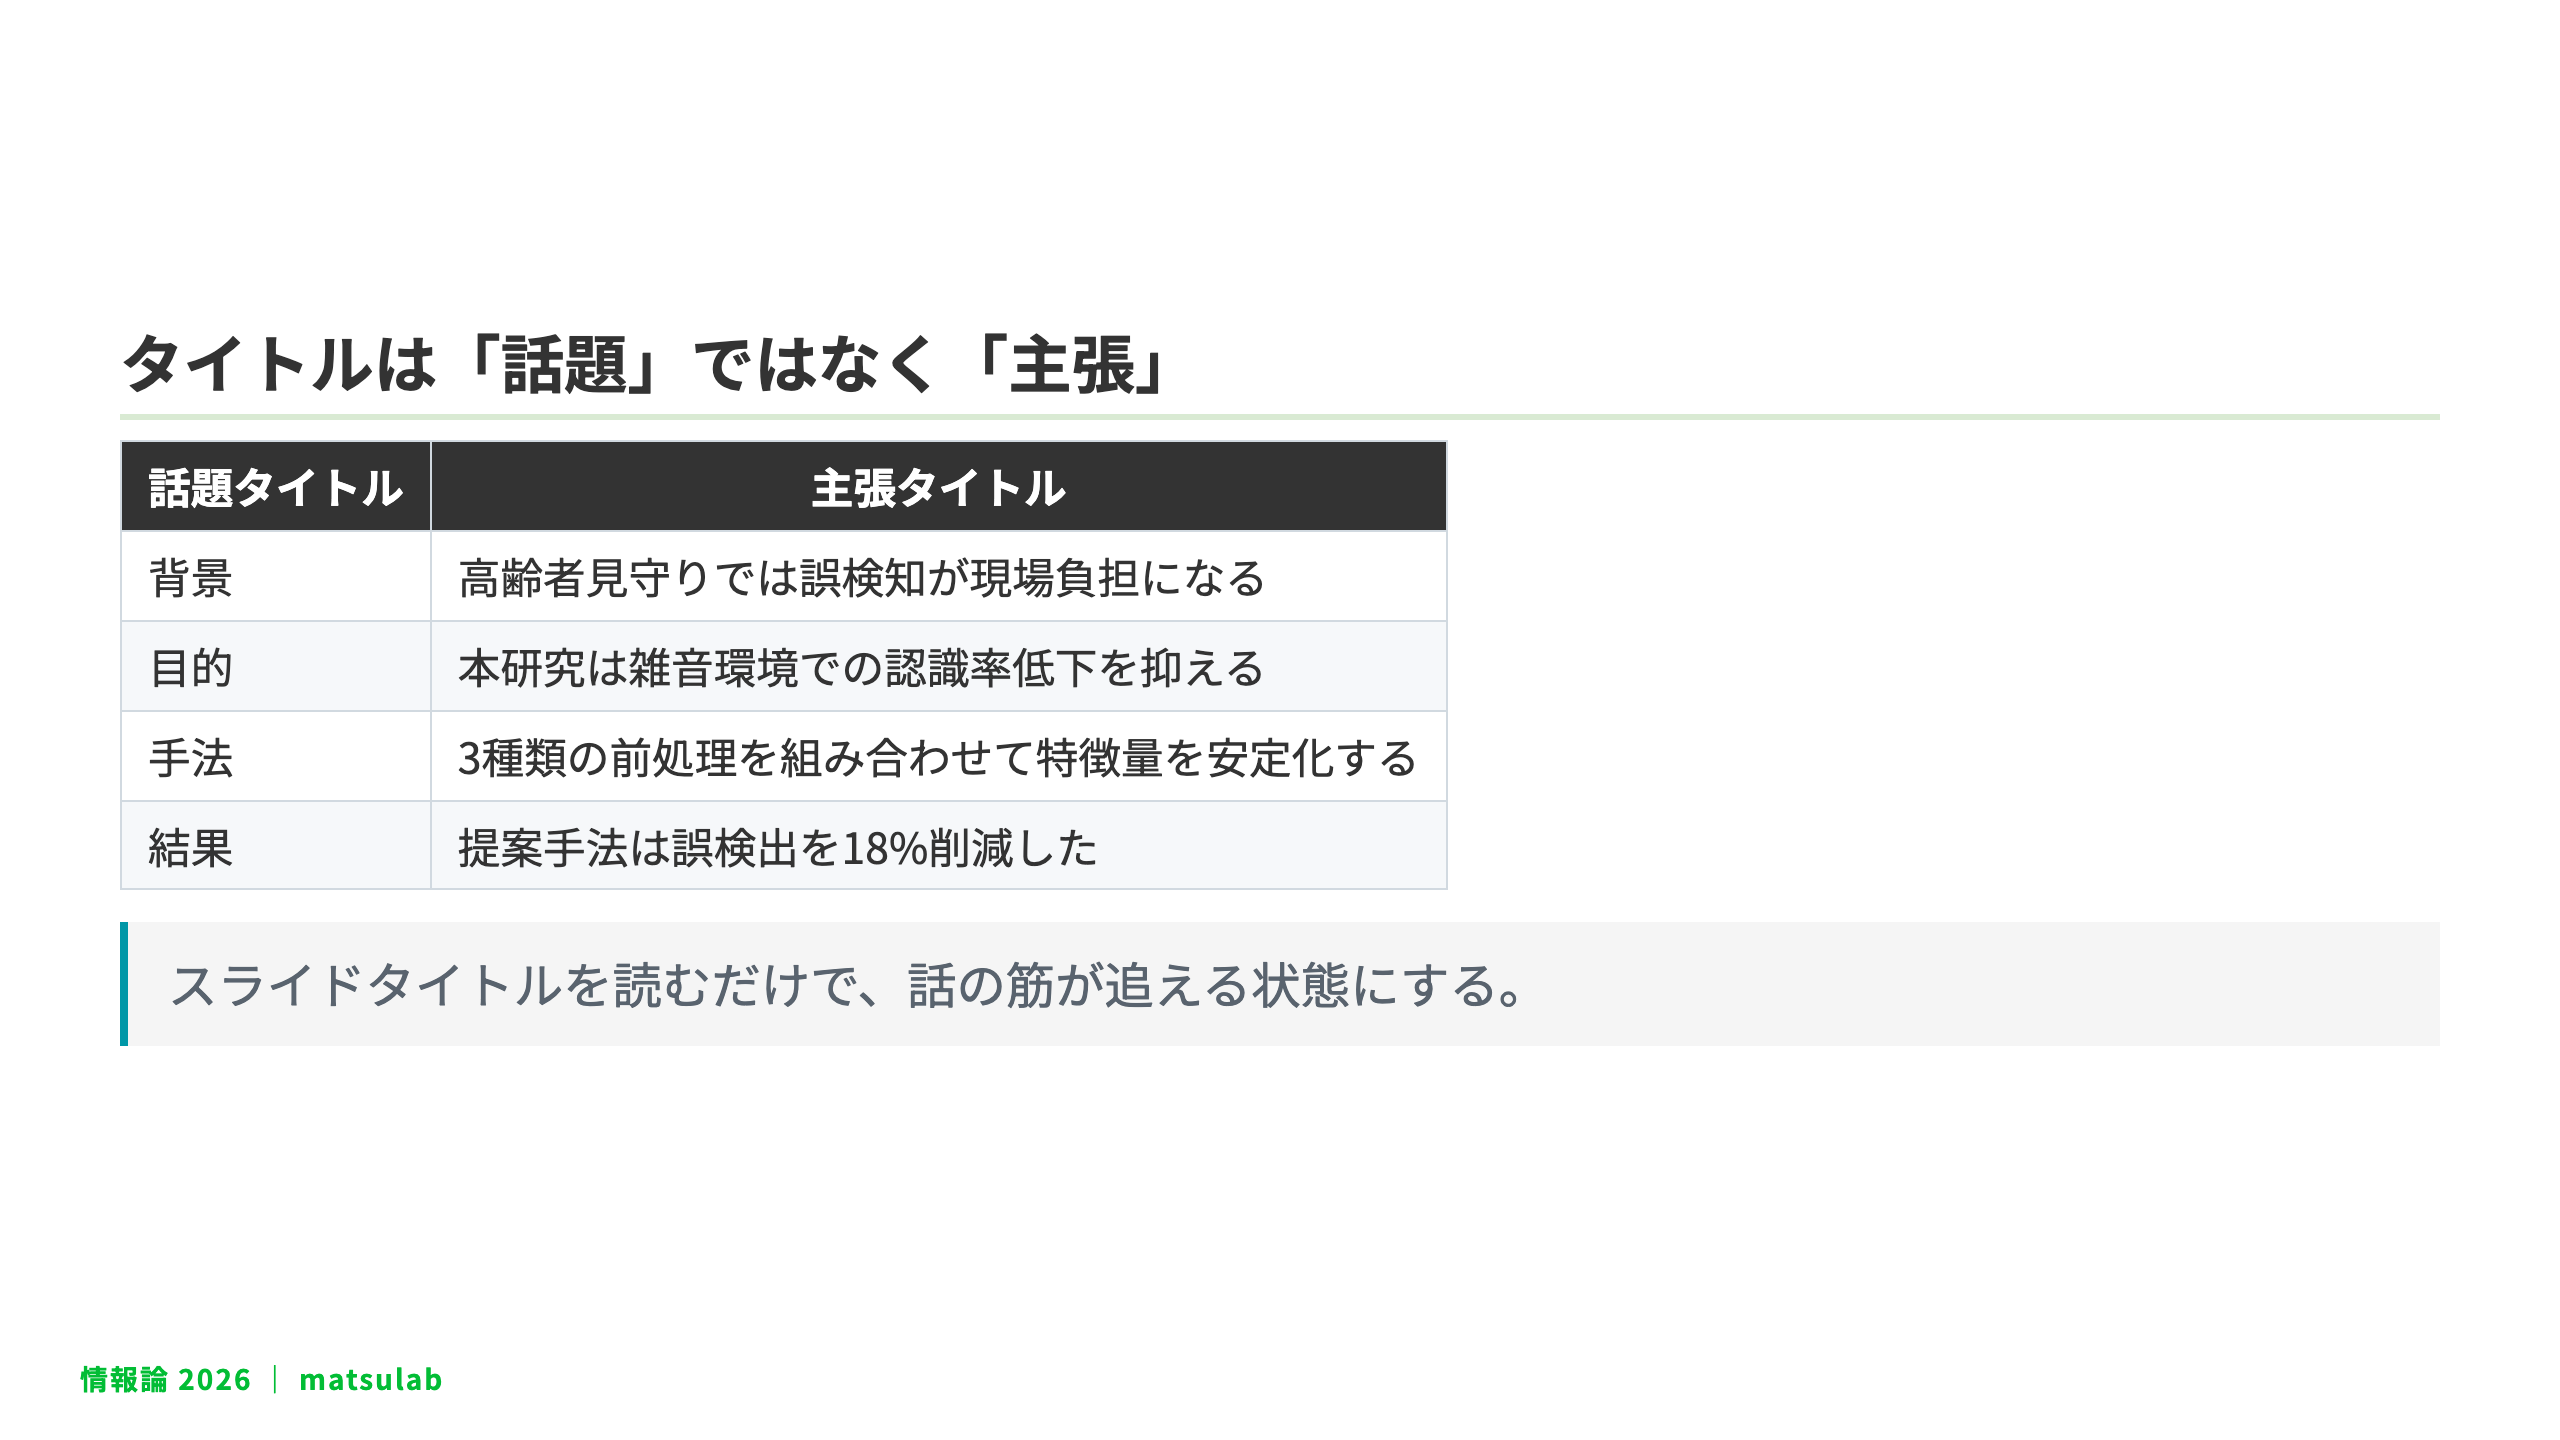 タイトルは「話題」ではなく「主張」
話題タイトル 主張タイトル
背景 高齢者見守りでは誤検知が現場負担になる
目的 本研究は雑音環境での認識率低下を抑える
手法 3種類の前処理を組み合わせて特徴量を安定化する
結果 提案手法は誤検出を18%削減した
スライドタイトルを読むだけで、話の筋が追える状態にする。
情報論 2026 ｜ matsulab